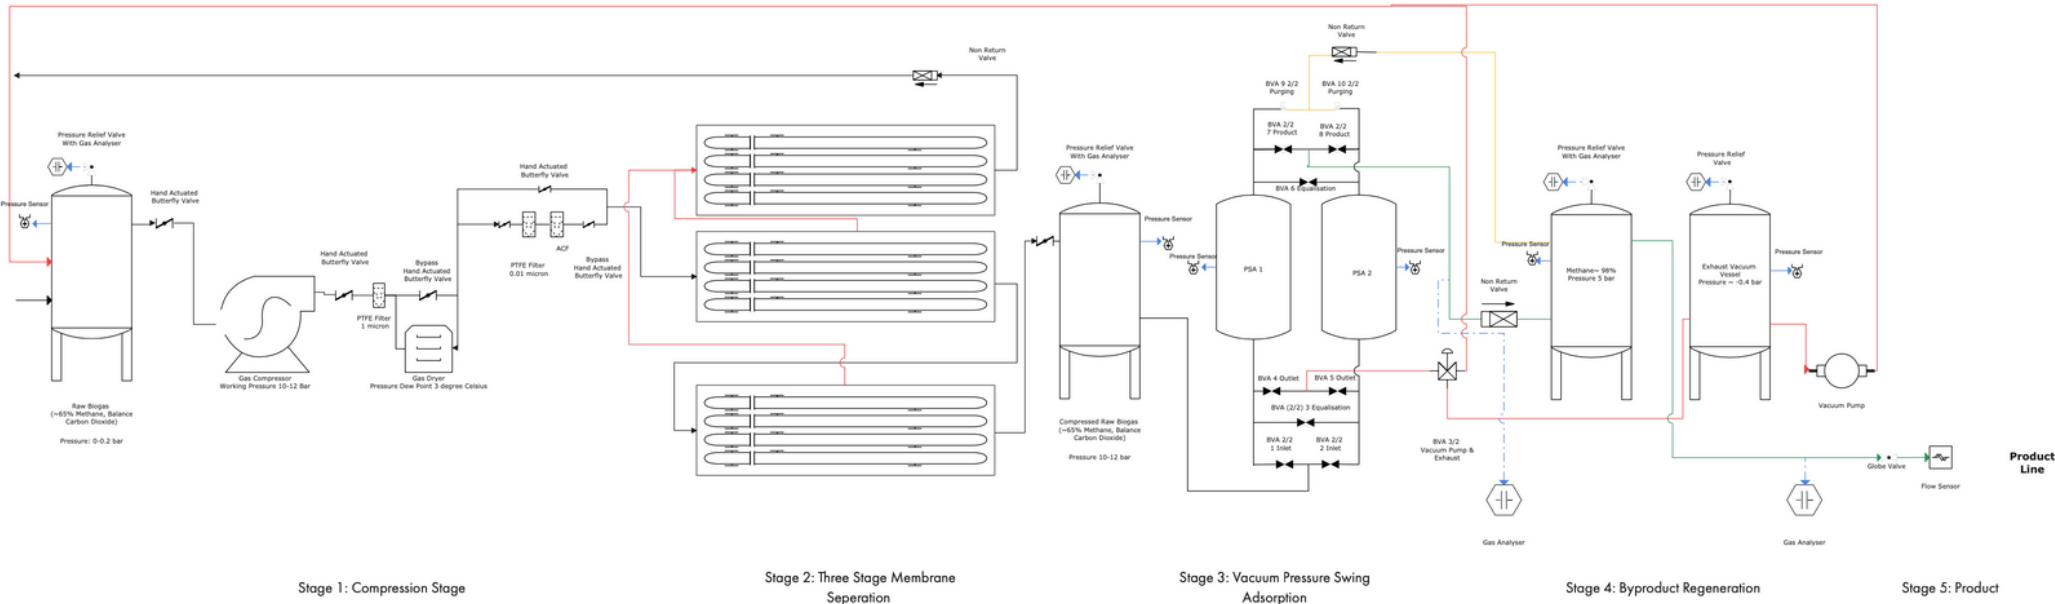 Non Return
Valve
Non Return
Valve
BVA 9 2/2
Purging
BVA 10 2/2
Purging
Pressure Relief Valve
With Gas Analyser
BVA 2/2
7 Product
BVA 2/2
8 Product
Pressure Relief Valve
With Gas Analyser
Pressure Relief Valve
With Gas Analyser
Pressure Relief
Valve
Hand Actuated
Butterfly Valve
Hand Actuated
Butterfly Valve
BVA 6 Equalisation
Pressure Sensor
Pressure Sensor
Pressure Sensor
Pressure Sensor
Pressure Sensor
Pressure Sensor
Hand Actuated
Butterfly Valve
Bypass
Hand Actuated
Butterfly Valve
PTFE Filter
0.01 micron
ACF
Bypass
Hand Actuated
Butterfly Valve
PSA 1
PSA 2
Methane~ 98%
Pressure 5 bar
Exhaust Vacuum
Vessel
Pressure ~ -0.4 bar
Non Return
Valve
PTFE Filter
1 micron
Gas Compressor
Working Pressure 10-12 Bar
Gas Dryer
Pressure Dew Point 3 degree Celsius
BVA 4 Outlet
BVA 5 Outlet
Vacuum Pump
Raw Biogas
(~65% Methane, Balance
Carbon Dioxide)
Pressure: 0-0.2 bar
BVA (2/2) 3 Equalisation
Compressed Raw Biogas
(~65% Methane, Balance
Carbon Dioxide)
Pressure 10-12 bar
BVA 2/2
1 Inlet
BVA 2/2
2 Inlet
BVA 3/2
Vacuum Pump &
Exhaust
Globe Valve
Flow Sensor
Product
Line
Gas Analyser
Gas Analyser
Stage 1: Compression Stage
Stage 2: Three Stage Membrane
Seperation
Stage 3: Vacuum Pressure Swing
Adsorption
Stage 4: Byproduct Regeneration
Stage 5: Product